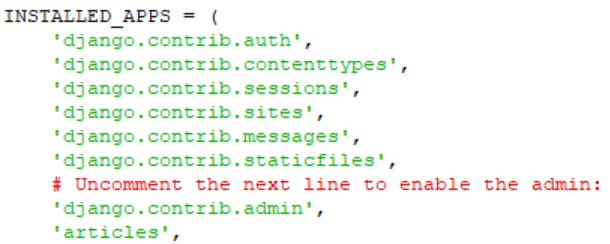 INSTALLED_APPS = (
    'django.contrib.auth',
    'django.contrib.contenttypes',
    'django.contrib.sessions',
    'django.contrib.sites',
    'django.contrib.messages',
    'django.contrib.staticfiles',
    # Uncomment the next line to enable the admin:
    'django.contrib.admin',
    'articles',